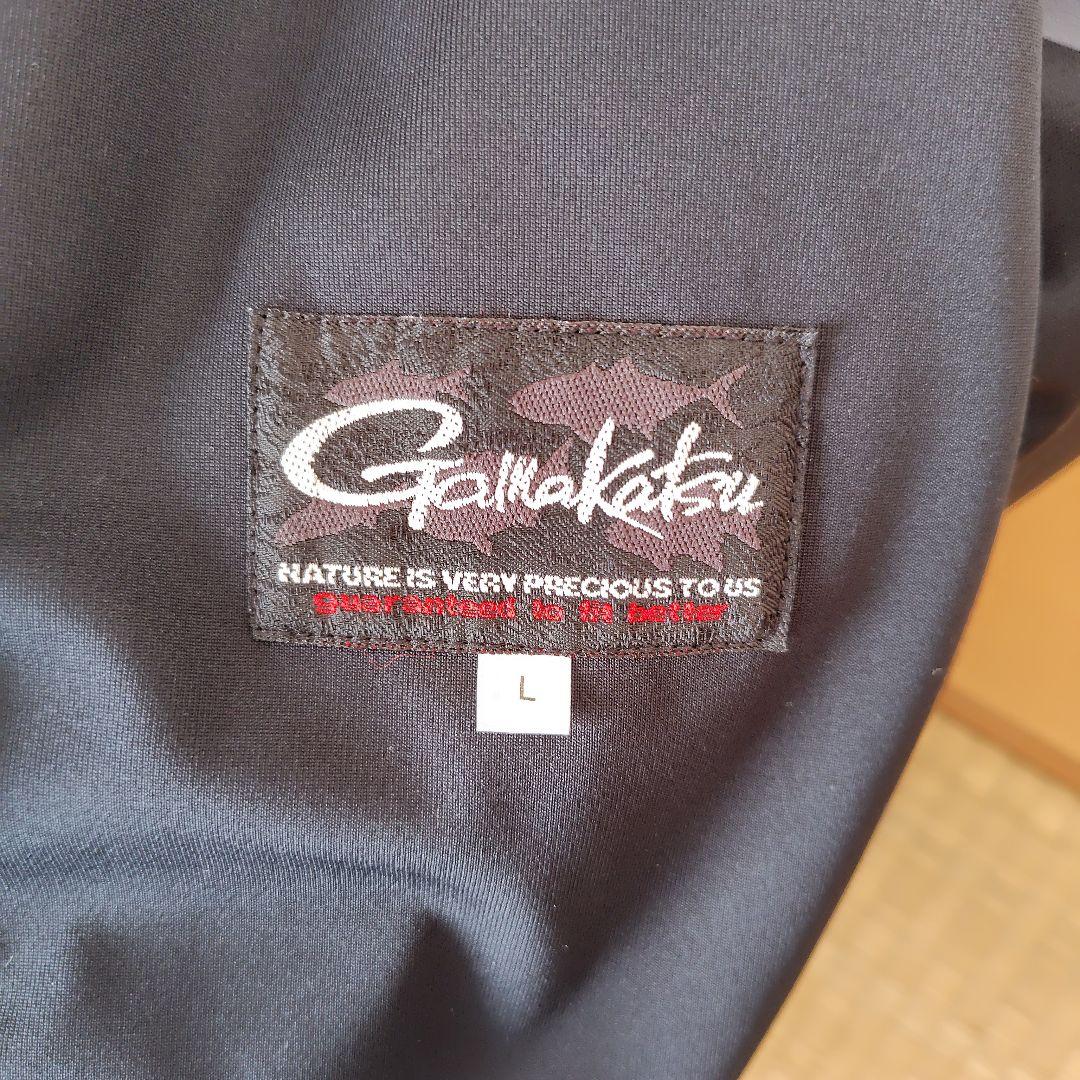 Gamakatsu
NATURE IS VERY PRECIOUS TO US
guaranteed to fit better
L